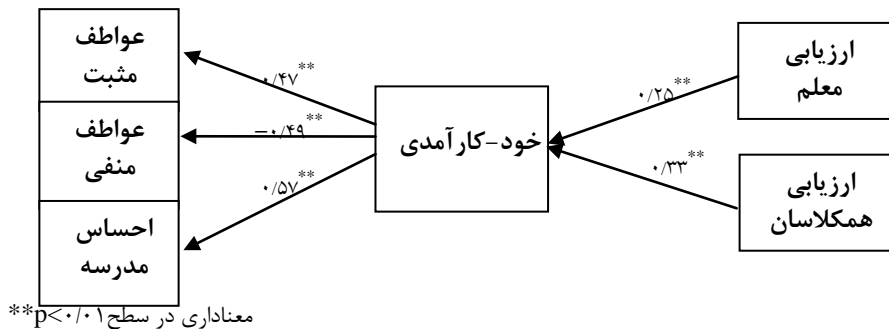 ارزیابی
معلم
ارزیابی
همکلاسان
۰/۲۵**
۰/۳۳**
خود-کارآمدی
۰/۴۷**
-۰/۴۹**
۰/۵۷**
عواطف
مثبت
عواطف
منفی
احساس
مدرسه
**p<۰/۰۱ معناداری در سطح